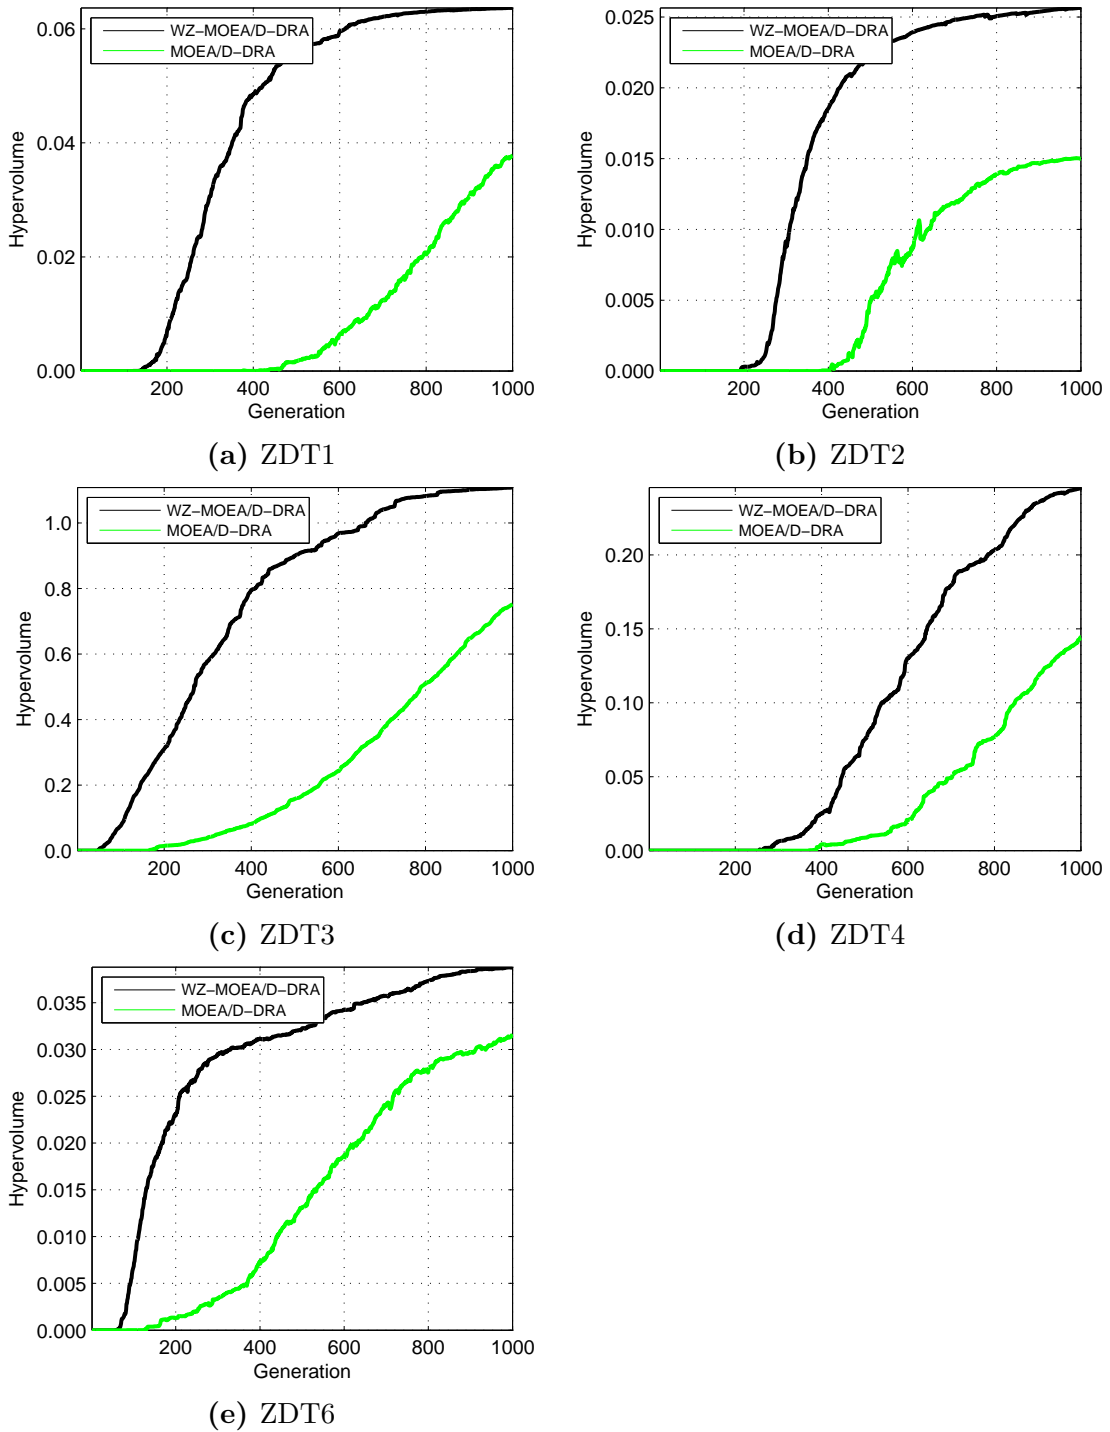 WZ−MOEA/D−DRA
MOEA/D−DRA
Hypervolume
0.06
0.04
0.02
0.00
200 400 600 800 1000
Generation
(a) ZDT1
WZ−MOEA/D−DRA
MOEA/D−DRA
Hypervolume
0.025
0.020
0.015
0.010
0.005
0.000
200 400 600 800 1000
Generation
(b) ZDT2
WZ−MOEA/D−DRA
MOEA/D−DRA
Hypervolume
1.0
0.8
0.6
0.4
0.2
0.0
200 400 600 800 1000
Generation
(c) ZDT3
WZ−MOEA/D−DRA
MOEA/D−DRA
Hypervolume
0.20
0.15
0.10
0.05
0.00
200 400 600 800 1000
Generation
(d) ZDT4
WZ−MOEA/D−DRA
MOEA/D−DRA
Hypervolume
0.035
0.030
0.025
0.020
0.015
0.010
0.005
0.000
200 400 600 800 1000
Generation
(e) ZDT6